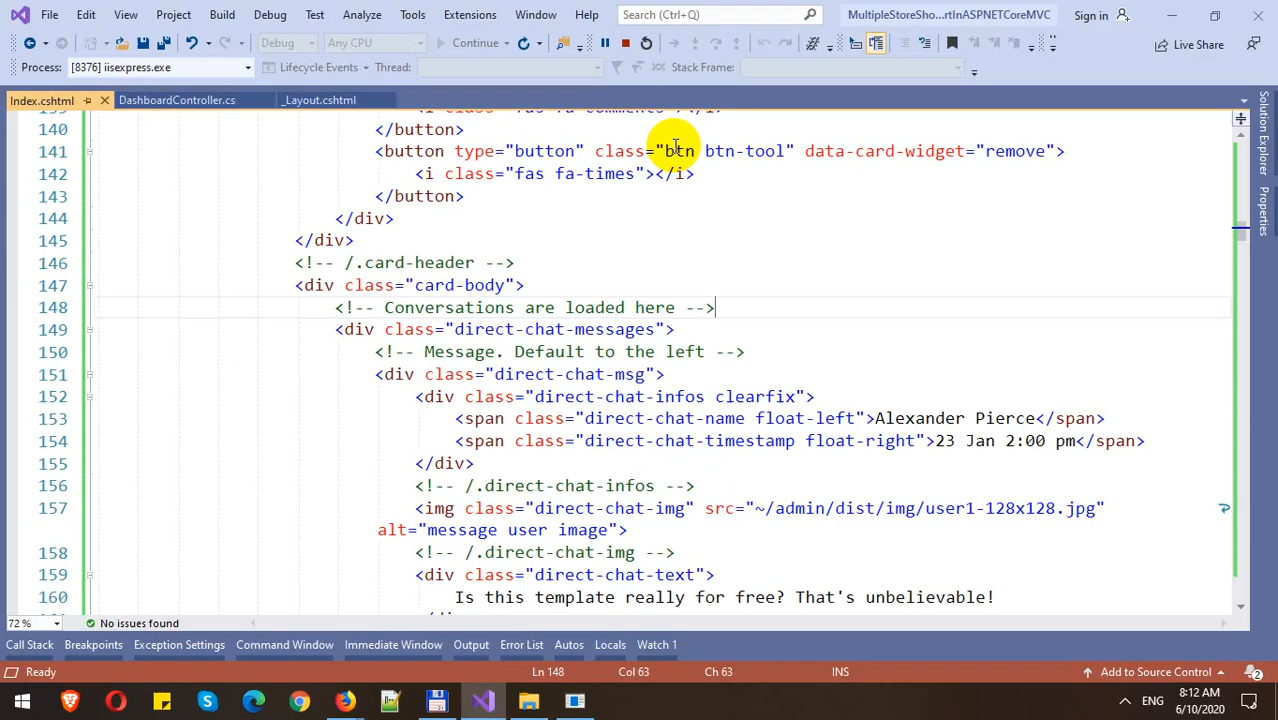 File Edit View Project Build Debug Test Analyze Tools Extensions Window Help Search (Ctrl+Q) MultipleStoreSho...rtInASPNETCoreMVC Sign in
Debug Any CPU Continue Live Share
Process: [8376] iisexpress.exe Lifecycle Events Thread: Stack Frame:
Index.cshtml DashboardController.cs _Layout.cshtml
140 </button>
141 <button type="button" class="btn btn-tool" data-card-widget="remove">
142 <i class="fas fa-times"></i>
143 </button>
144 </div>
145 </div>
146 <!-- /.card-header -->
147 <div class="card-body">
148 <!-- Conversations are loaded here -->
149 <div class="direct-chat-messages">
150 <!-- Message. Default to the left -->
151 <div class="direct-chat-msg">
152 <div class="direct-chat-infos clearfix">
153 <span class="direct-chat-name float-left">Alexander Pierce</span>
154 <span class="direct-chat-timestamp float-right">23 Jan 2:00 pm</span>
155 </div>
156 <!-- /.direct-chat-infos -->
157 <img class="direct-chat-img" src="~/admin/dist/img/user1-128x128.jpg"
alt="message user image">
158 <!-- /.direct-chat-img -->
159 <div class="direct-chat-text">
160 Is this template really for free? That's unbelievable!
Solution Explorer
Properties
72 % No issues found
Call Stack Breakpoints Exception Settings Command Window Immediate Window Output Error List Autos Locals Watch 1
Ready Ln 148 Col 63 Ch 63 INS Add to Source Control 2
ENG 8:12 AM
6/10/2020